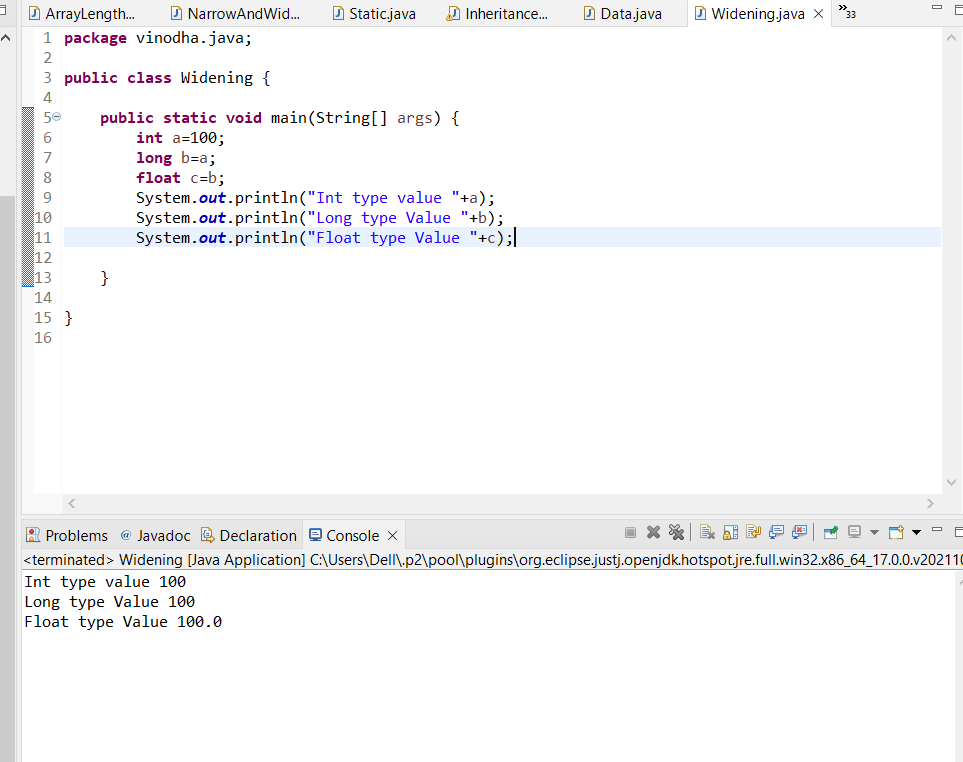 ArrayLength... NarrowAndWid... Static.java Inheritance... Data.java Widening.java »33
1 package vinodha.java;
2
3 public class Widening {
4
5 public static void main(String[] args) {
6 int a=100;
7 long b=a;
8 float c=b;
9 System.out.println("Int type value "+a);
10 System.out.println("Long type Value "+b);
11 System.out.println("Float type Value "+c);
12
13 }
14
15 }
16
Problems @ Javadoc Declaration Console
<terminated> Widening [Java Application] C:\Users\Dell\.p2\pool\plugins\org.eclipse.justj.openjdk.hotspot.jre.full.win32.x86_64_17.0.0.v202110
Int type value 100
Long type Value 100
Float type Value 100.0